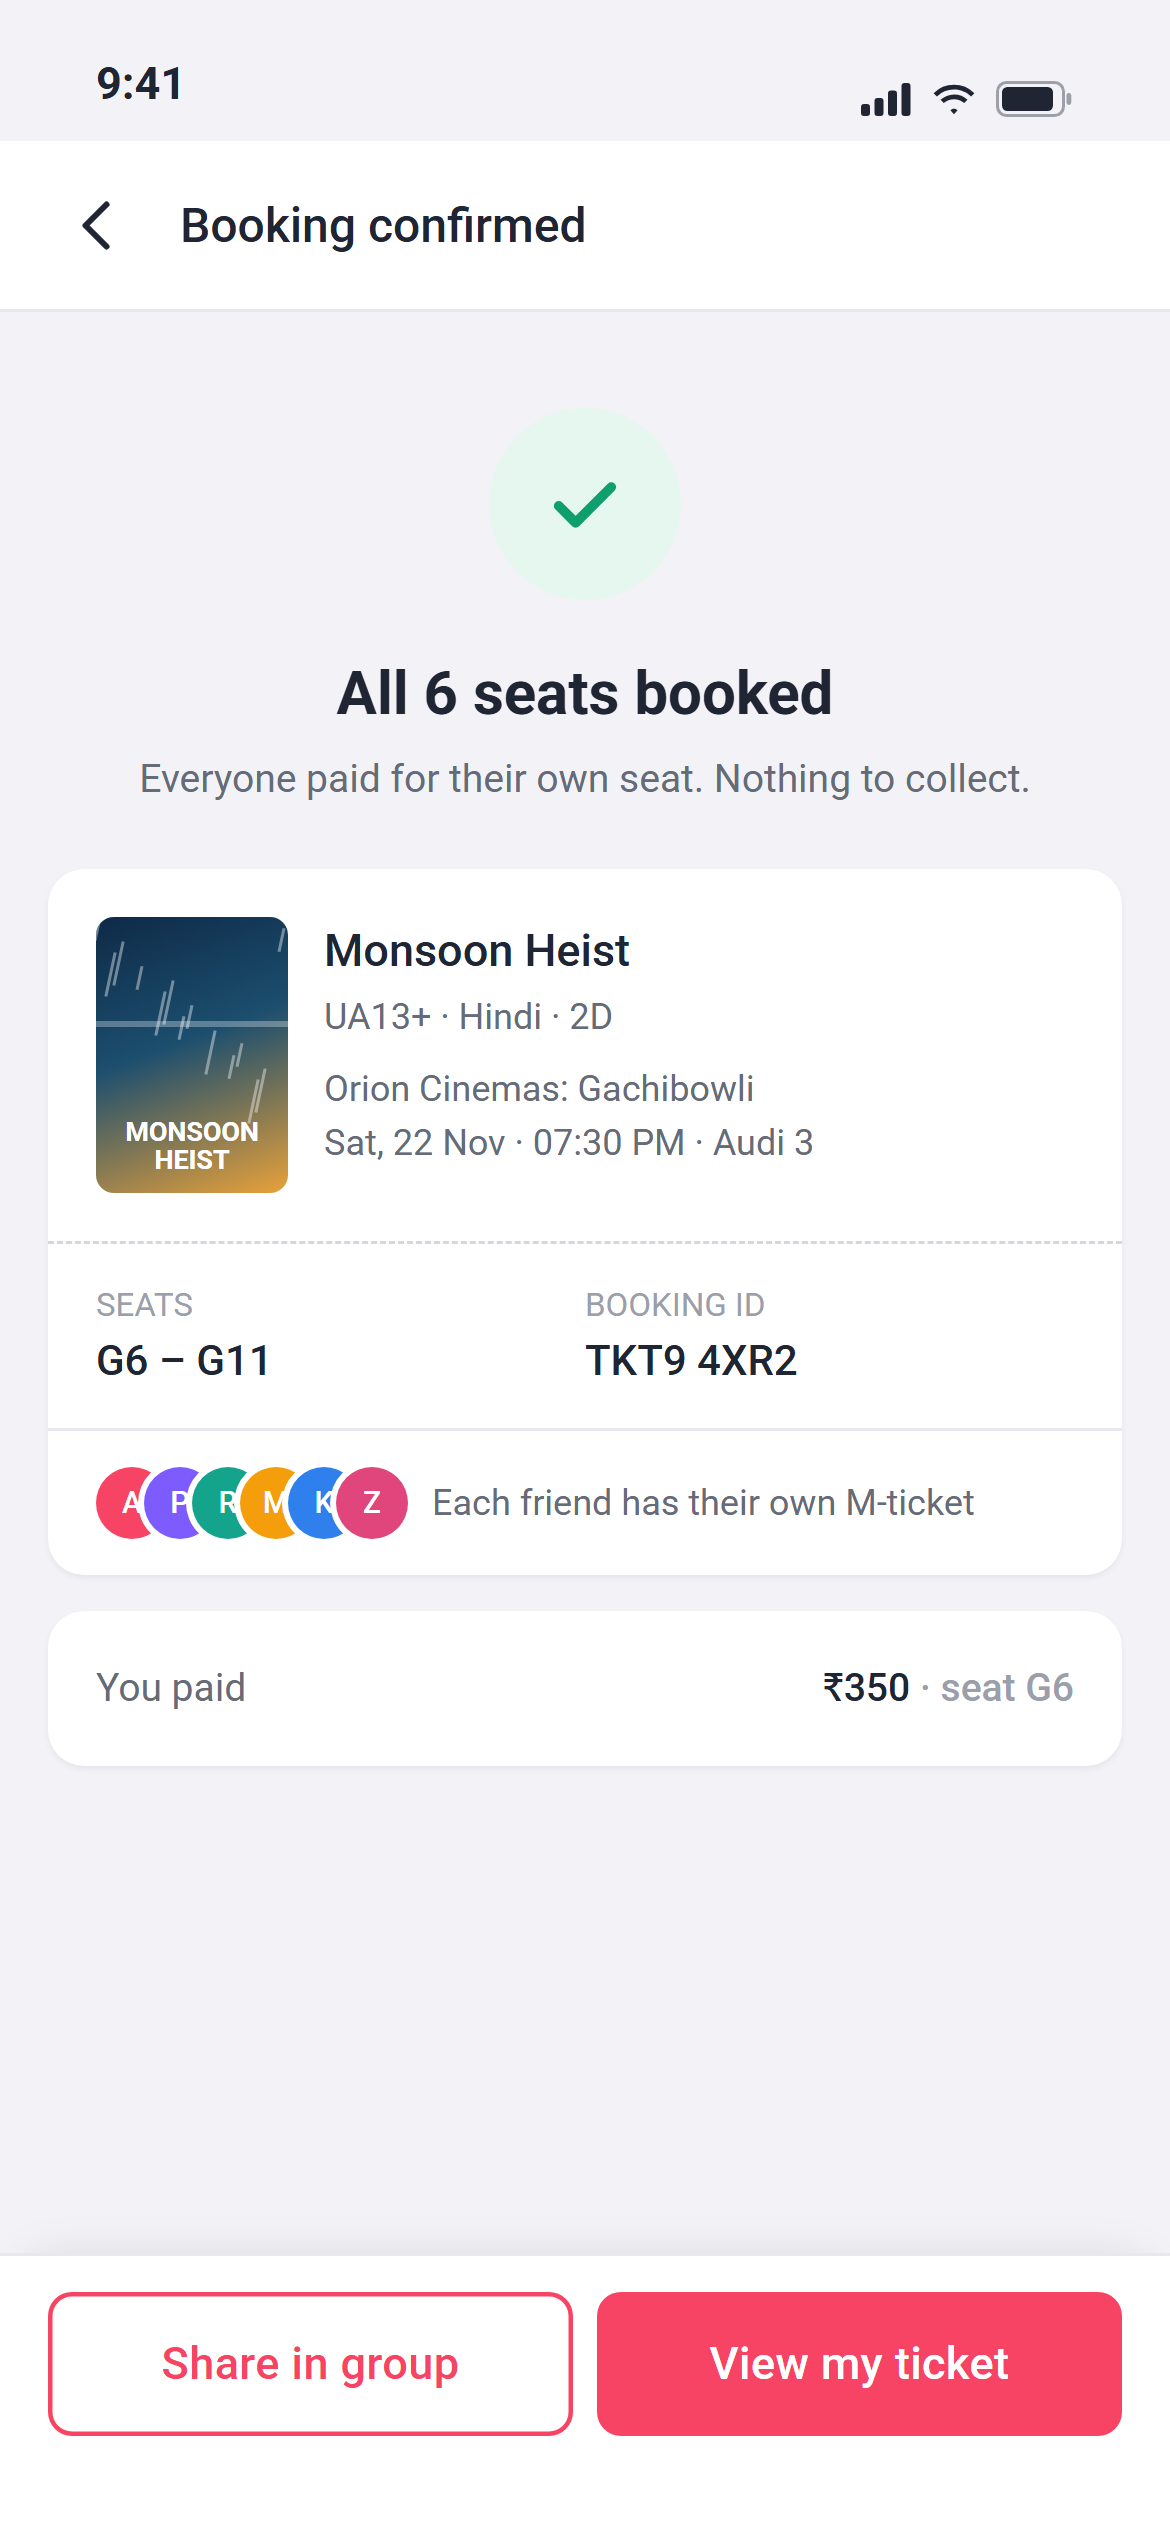 9:41
Booking confirmed
All 6 seats booked
Everyone paid for their own seat. Nothing to collect.
MONSOON
HEIST
Monsoon Heist
UA13+ · Hindi · 2D
Orion Cinemas: Gachibowli
Sat, 22 Nov · 07:30 PM · Audi 3
SEATS
G6 – G11
BOOKING ID
TKT9 4XR2
A P R M K Z
Each friend has their own M-ticket
You paid
₹350 · seat G6
Share in group
View my ticket